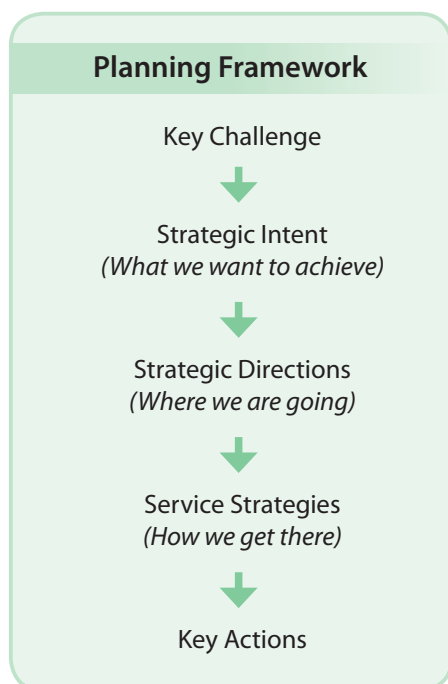 Planning Framework
Key Challenge
Strategic Intent
(What we want to achieve)
Strategic Directions
(Where we are going)
Service Strategies
(How we get there)
Key Actions